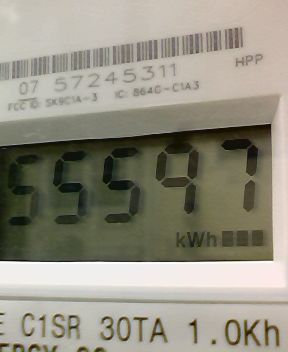 07 57245311
HPP
FCC ID: SK9C1A-3 IC: 864G-C1A3
55597
kWh
E C1SR 30TA 1.0Kh